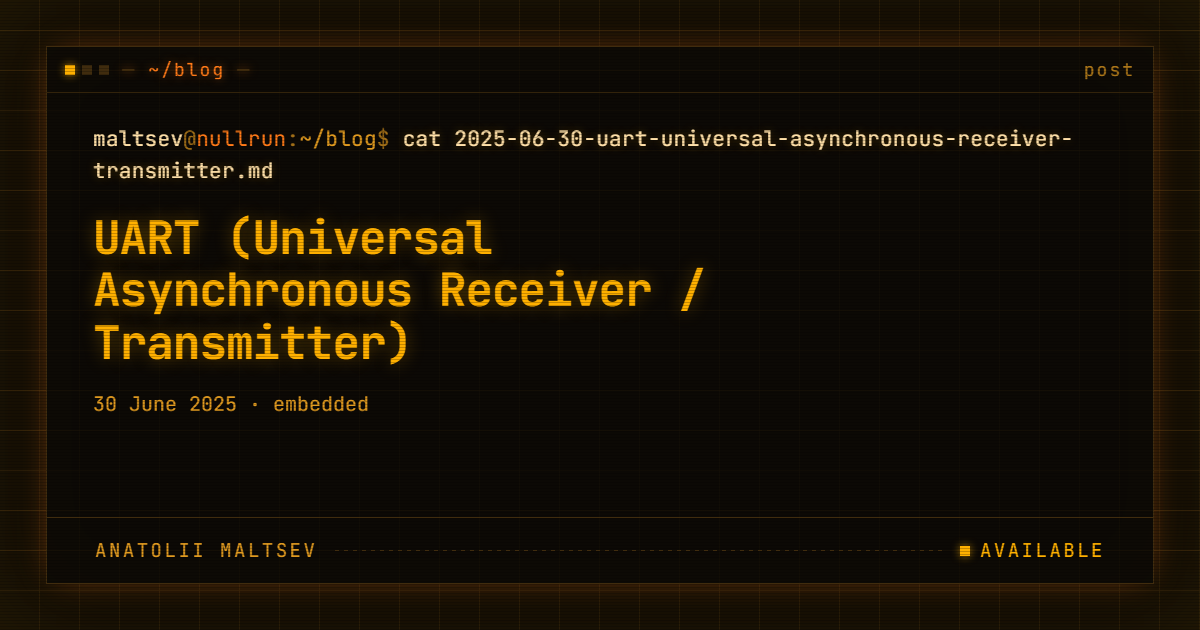 — ~/blog —
post
maltsev@nullrun:~/blog$ cat 2025-06-30-uart-universal-asynchronous-receiver-
transmitter.md
UART (Universal
Asynchronous Receiver /
Transmitter)
30 June 2025 · embedded
ANATOLII MALTSEV
AVAILABLE